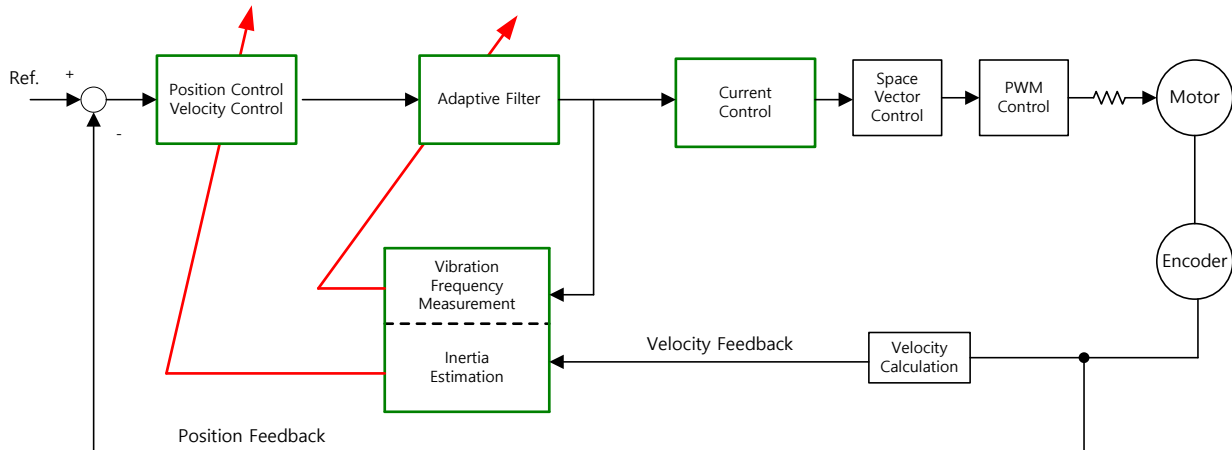 Ref.
+
-
Position Control
Velocity Control
Adaptive Filter
Current
Control
Space
Vector
Control
PWM
Control
Motor
Encoder
Vibration
Frequency
Measurement
Inertia
Estimation
Velocity Feedback
Velocity
Calculation
Position Feedback